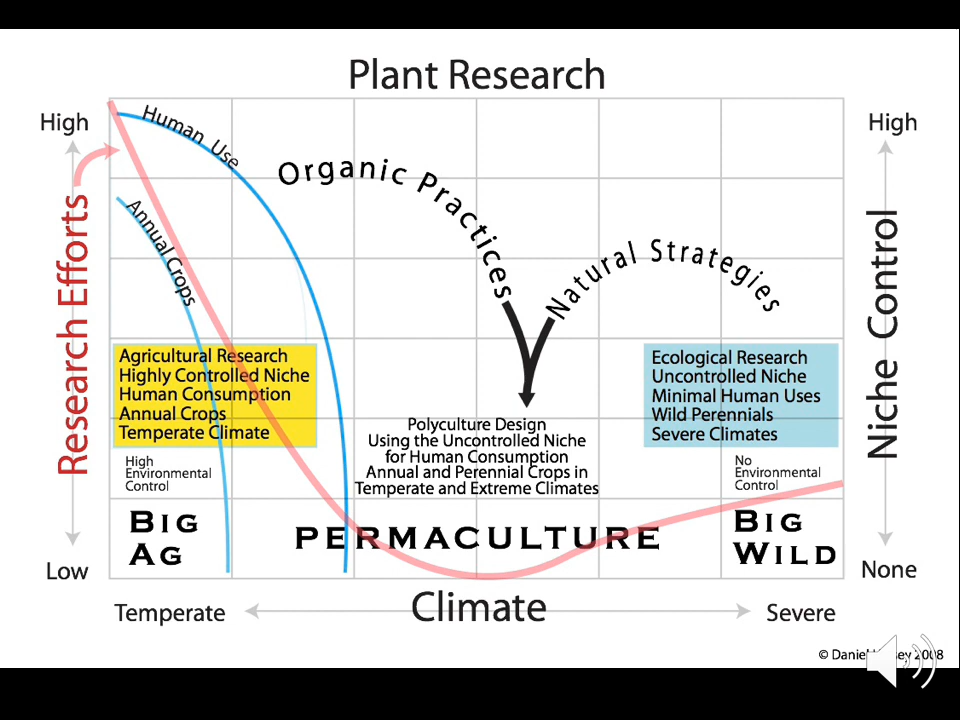 Plant Research
High
High
Human Use
Organic Practices
Annual Crops
Natural Strategies
Research Efforts
Niche Control
Agricultural Research
Highly Controlled Niche
Human Consumption
Annual Crops
Temperate Climate
Ecological Research
Uncontrolled Niche
Minimal Human Uses
Wild Perennials
Severe Climates
Polyculture Design
Using the Uncontrolled Niche
for Human Consumption
Annual and Perennial Crops in
Temperate and Extreme Climates
High
Environmental
Control
No
Environmental
Control
BIG
AG
PERMACULTURE
BIG
WILD
Low
None
Temperate
Climate
Severe
© Daniel 2008